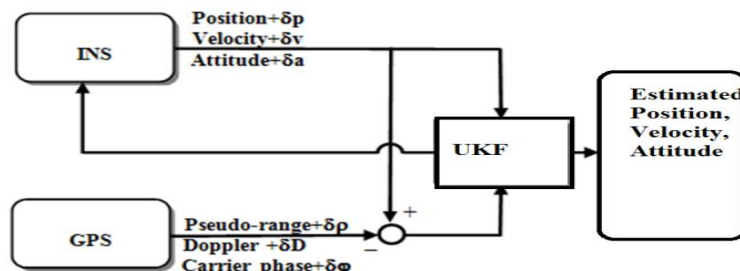 Position+δp
Velocity+δv
Attitude+δa
INS
Estimated
Position,
Velocity,
Attitude
UKF
+
Pseudo-range+δρ
−
Doppler +δD
Carrier phase+δφ
GPS